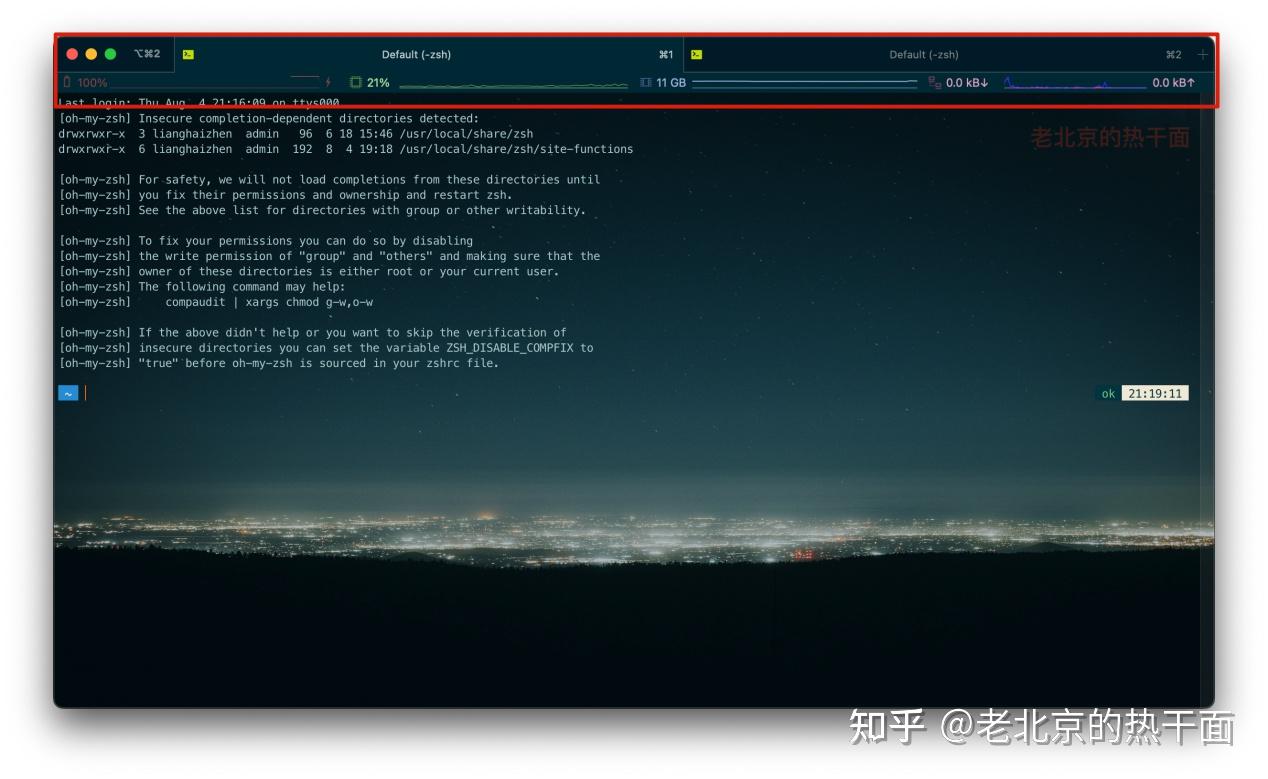 ⌥⌘2 Default (-zsh) ⌘1 Default (-zsh) ⌘2 +
100% 21% 11 GB 0.0 kB↓ 0.0 kB↑
Last login: Thu Aug  4 21:16:09 on ttys000
[oh-my-zsh] Insecure completion-dependent directories detected:
drwxrwxr-x  3 lianghaizhen  admin   96  6 18 15:46 /usr/local/share/zsh
drwxrwxr-x  6 lianghaizhen  admin  192  8  4 19:18 /usr/local/share/zsh/site-functions
老北京的热干面
[oh-my-zsh] For safety, we will not load completions from these directories until
[oh-my-zsh] you fix their permissions and ownership and restart zsh.
[oh-my-zsh] See the above list for directories with group or other writability.
[oh-my-zsh] To fix your permissions you can do so by disabling
[oh-my-zsh] the write permission of "group" and "others" and making sure that the
[oh-my-zsh] owner of these directories is either root or your current user.
[oh-my-zsh] The following command may help:
[oh-my-zsh]     compaudit | xargs chmod g-w,o-w
[oh-my-zsh] If the above didn't help or you want to skip the verification of
[oh-my-zsh] insecure directories you can set the variable ZSH_DISABLE_COMPFIX to
[oh-my-zsh] "true" before oh-my-zsh is sourced in your zshrc file.
~ ok 21:19:11
知乎 @老北京的热干面